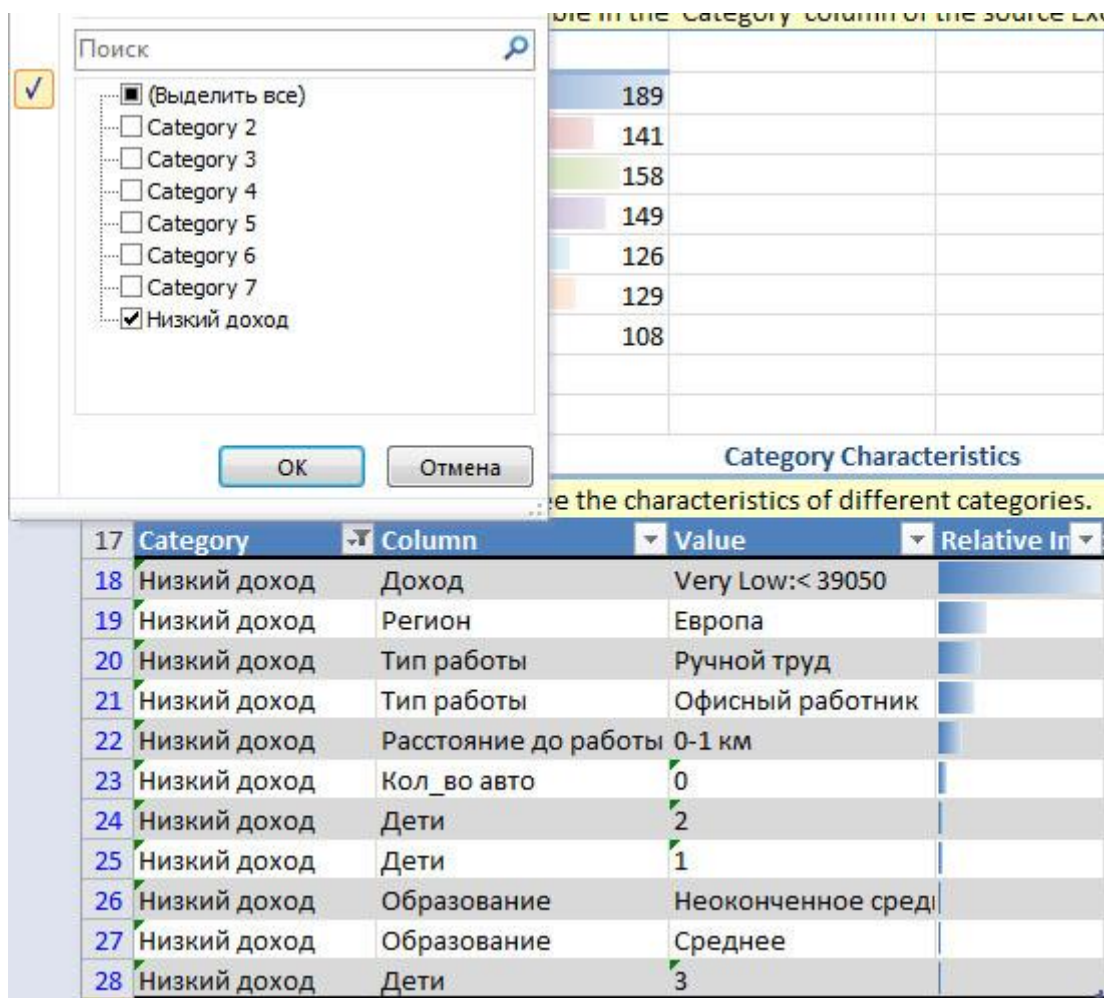 ble in the 'Category' column of the source Exc
Поиск
(Выделить все)
Category 2
Category 3
Category 4
Category 5
Category 6
Category 7
Низкий доход
189
141
158
149
126
129
108
OK
Отмена
Category Characteristics
ee the characteristics of different categories.
17 Category Column Value Relative In
18 Низкий доход Доход Very Low:< 39050
19 Низкий доход Регион Европа
20 Низкий доход Тип работы Ручной труд
21 Низкий доход Тип работы Офисный работник
22 Низкий доход Расстояние до работы 0-1 км
23 Низкий доход Кол_во авто 0
24 Низкий доход Дети 2
25 Низкий доход Дети 1
26 Низкий доход Образование Неоконченное сред
27 Низкий доход Образование Среднее
28 Низкий доход Дети 3